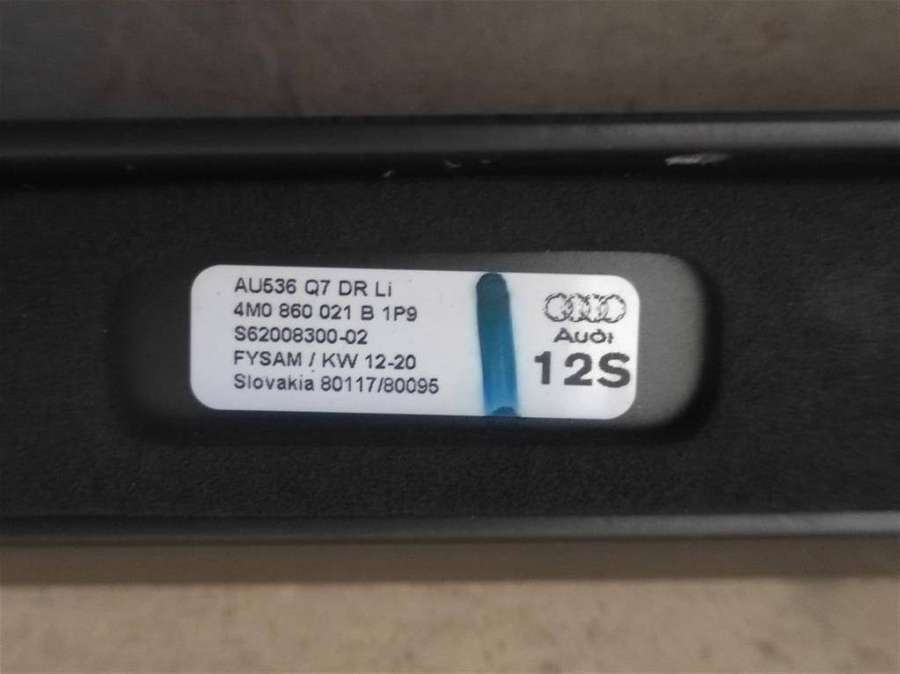 AU536 Q7 DR Li
4M0 860 021 B 1P9
S62008300-02
FYSAM / KW 12-20
Slovakia 80117/80095
Audi
12S